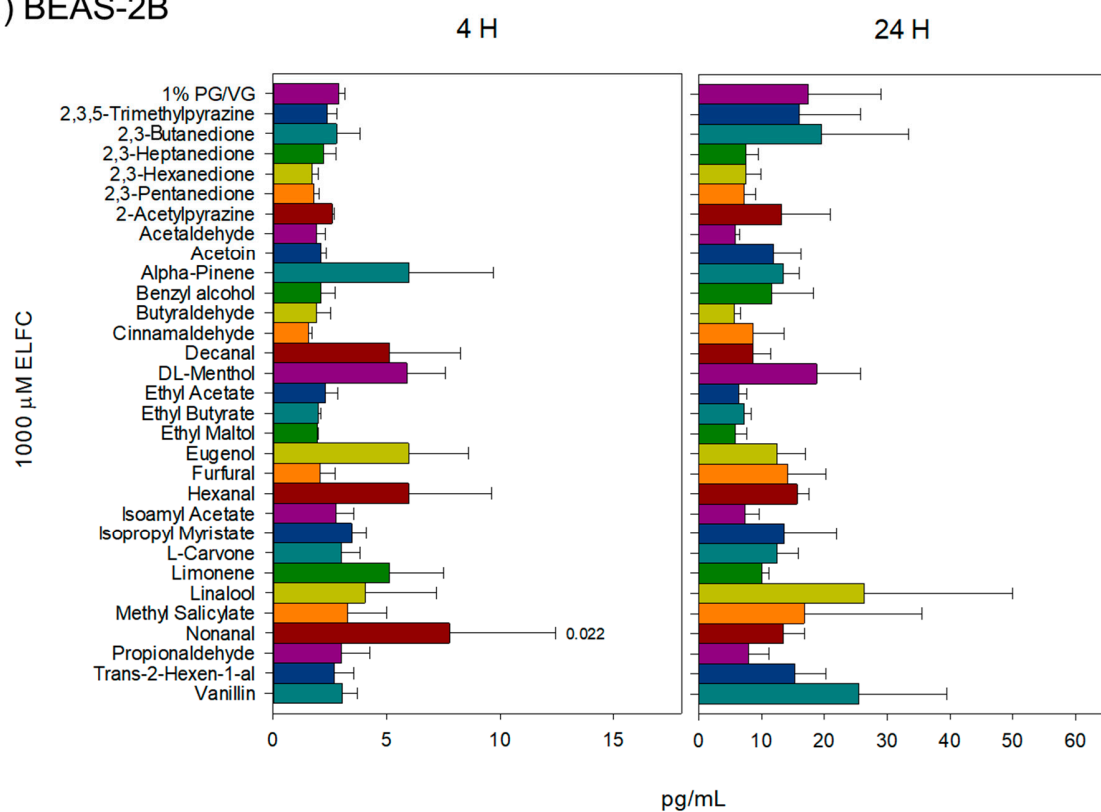 ) BEAS-2B
4 H
24 H
1% PG/VG
2,3,5-Trimethylpyrazine
2,3-Butanedione
2,3-Heptanedione
2,3-Hexanedione
2,3-Pentanedione
2-Acetylpyrazine
Acetaldehyde
Acetoin
Alpha-Pinene
Benzyl alcohol
Butyraldehyde
Cinnamaldehyde
Decanal
DL-Menthol
Ethyl Acetate
Ethyl Butyrate
Ethyl Maltol
Eugenol
Furfural
Hexanal
Isoamyl Acetate
Isopropyl Myristate
L-Carvone
Limonene
Linalool
Methyl Salicylate
Nonanal
Propionaldehyde
Trans-2-Hexen-1-al
Vanillin
1000 µM ELFC
0.022
0 5 10 15
0 10 20 30 40 50 60
pg/mL